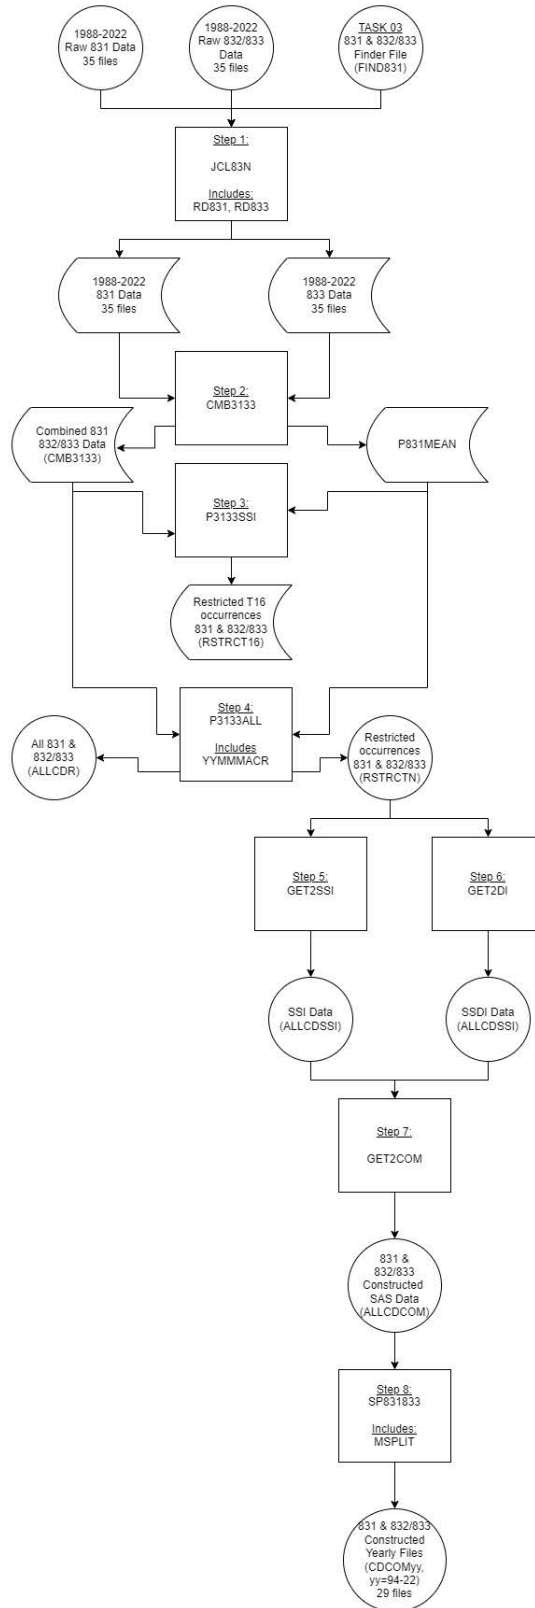 1988-2022
Raw 831 Data
35 files
1988-2022
Raw 832/833
Data
35 files
TASK 03
831 & 832/833
Finder File
(FIND831)
Step 1:
JCL83N
Includes:
RD831, RD833
1988-2022
831 Data
35 files
1988-2022
833 Data
35 files
Step 2:
CMB3133
Combined 831
832/833 Data
(CMB3133)
P831MEAN
Step 3:
P3133SSI
Restricted T16
occurrences
831 & 832/833
(RSTRCT16)
Step 4:
P3133ALL
Includes
YYMMMACR
All 831 &
832/833
(ALLCDR)
Restricted
occurrences
831 & 832/833
(RSTRCTN)
Step 5:
GET2SSI
Step 6:
GET2DI
SSI Data
(ALLCDSSI)
SSDI Data
(ALLCDSSI)
Step 7:
GET2COM
831 &
832/833
Constructed
SAS Data
(ALLCDCOM)
Step 8:
SP831833
Includes:
MSPLIT
831 & 832/833
Constructed
Yearly Files
(CDCOMyy,
yy=94-22)
29 files